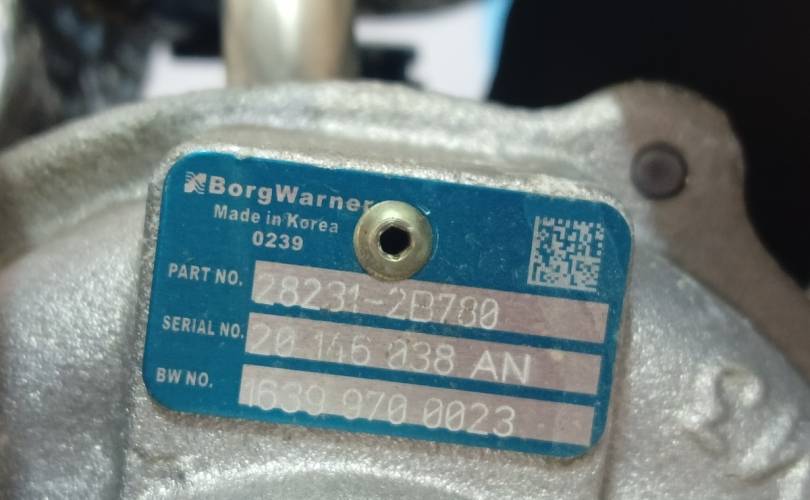 BorgWarner
Made in Korea
0239
PART NO. 28231-2B780
SERIAL NO. 20 146 038 AN
BW NO. 1639 970 0023